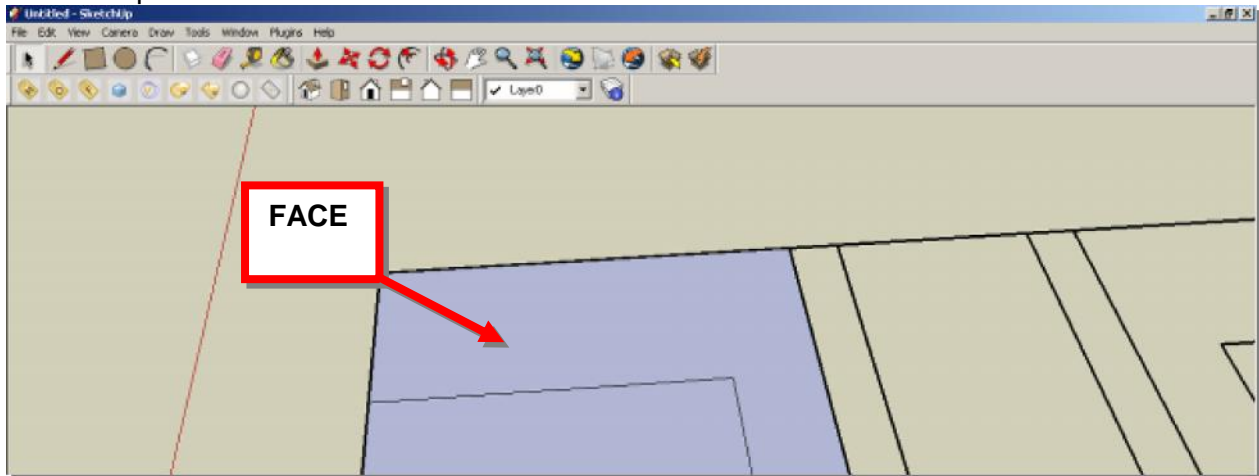 Untitled - SketchUp
File Edit View Camera Draw Tools Window Plugins Help
Layer0
FACE